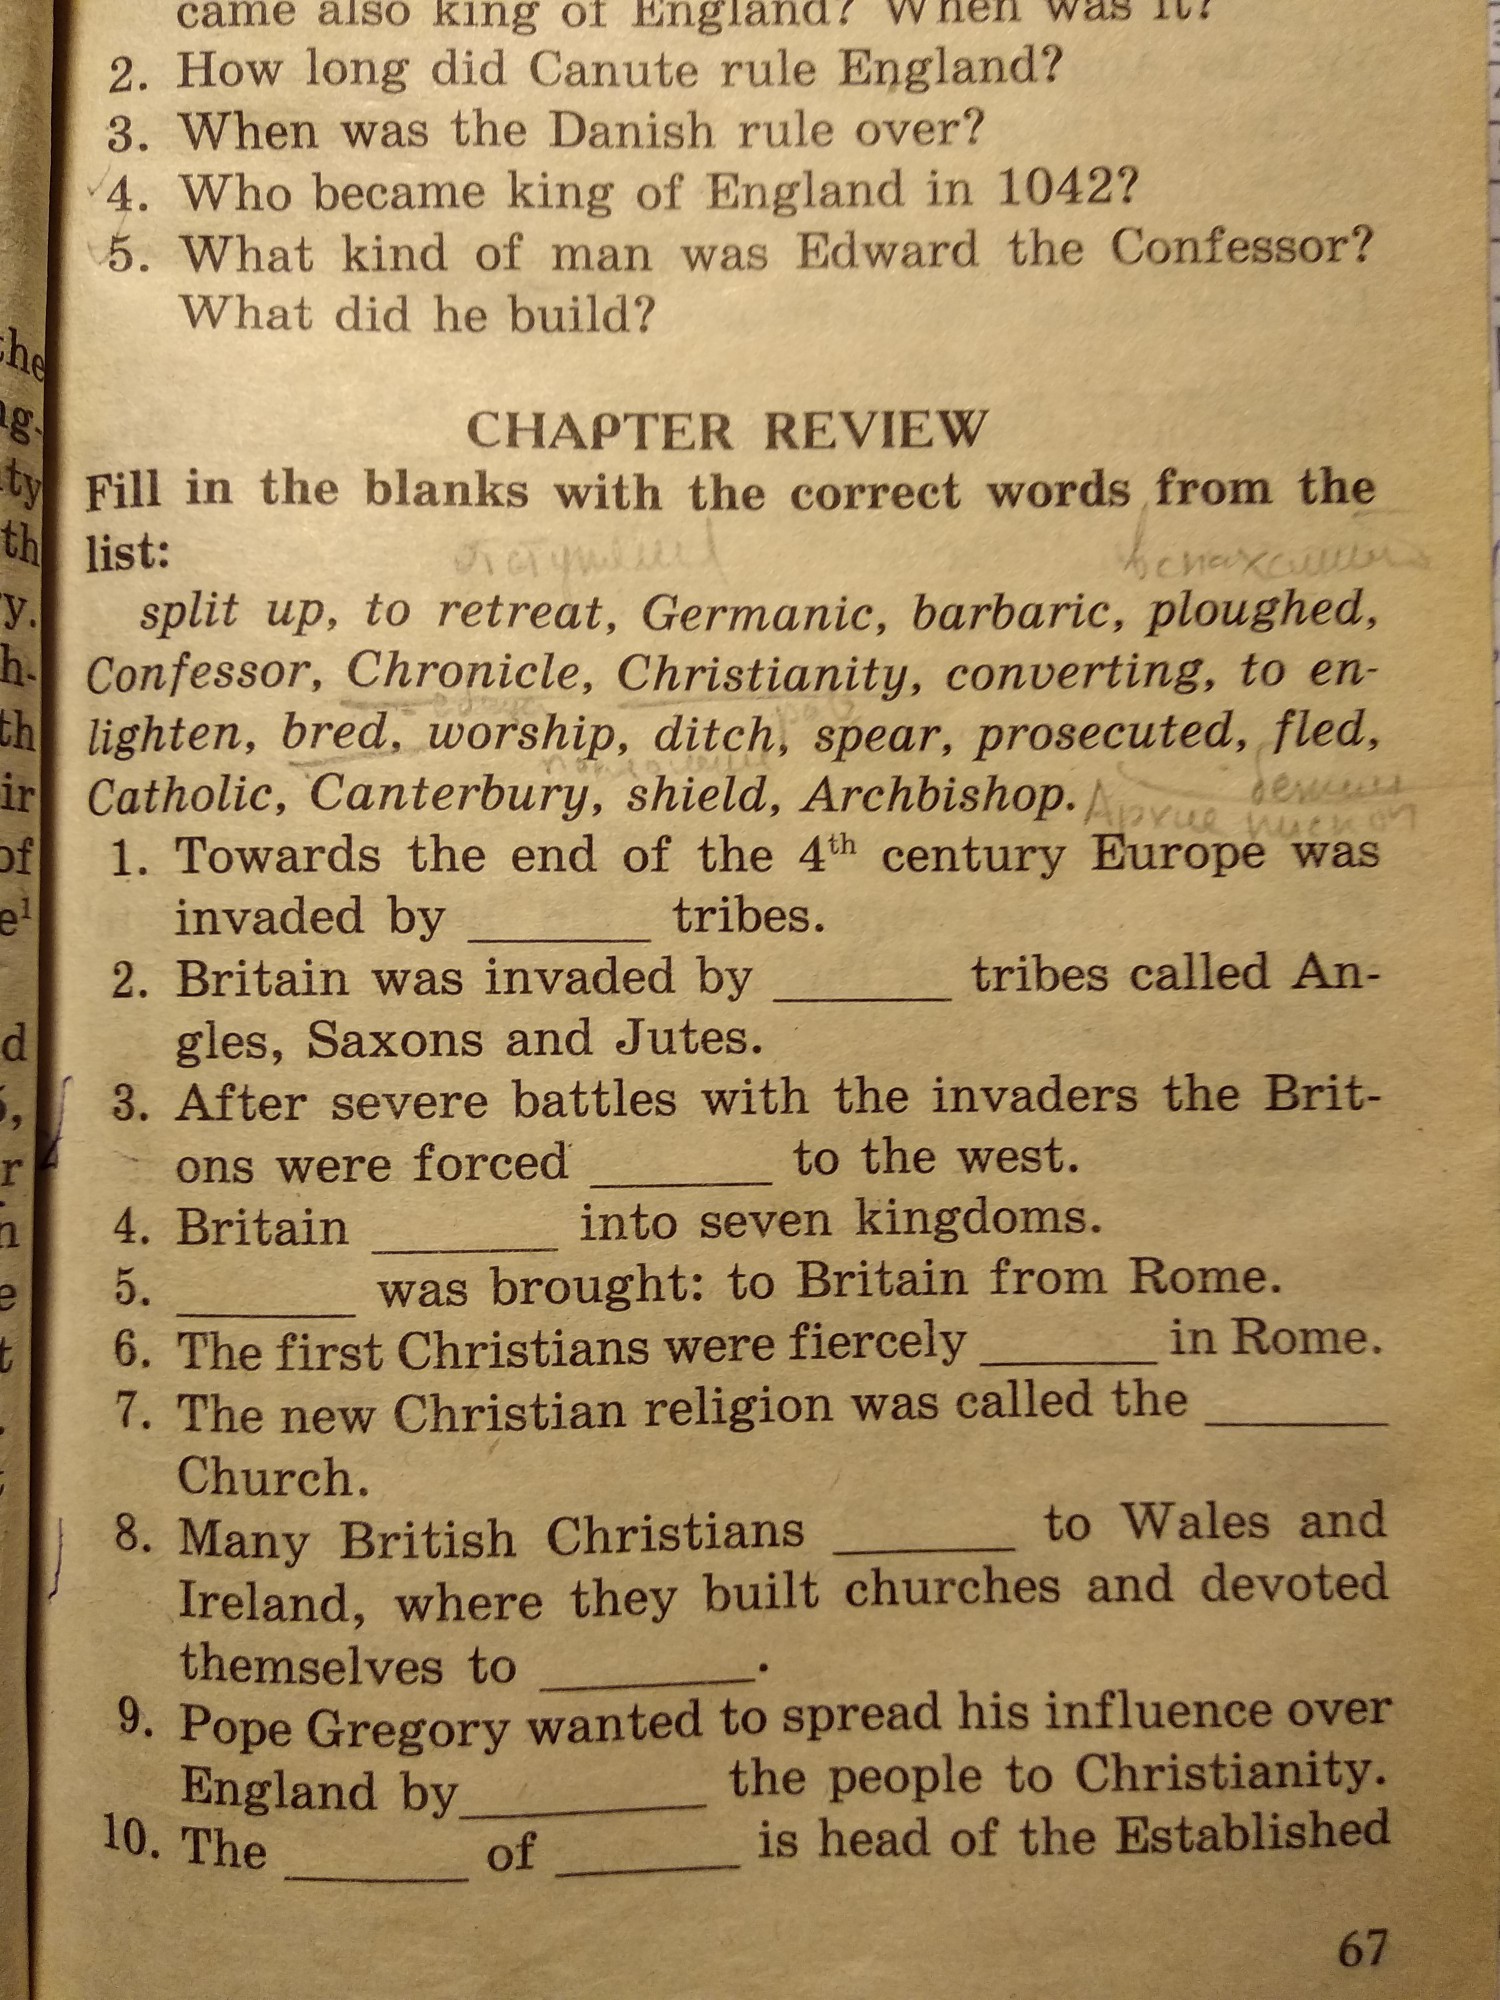 came also king of England? When was it?
2. How long did Canute rule England?
3. When was the Danish rule over?
4. Who became king of England in 1042?
5. What kind of man was Edward the Confessor?
What did he build?
CHAPTER REVIEW
Fill in the blanks with the correct words from the
list:
split up, to retreat, Germanic, barbaric, ploughed,
Confessor, Chronicle, Christianity, converting, to en-
lighten, bred, worship, ditch, spear, prosecuted, fled,
Catholic, Canterbury, shield, Archbishop.
1. Towards the end of the 4th century Europe was
invaded by ______ tribes.
2. Britain was invaded by ______ tribes called An-
gles, Saxons and Jutes.
3. After severe battles with the invaders the Brit-
ons were forced ______ to the west.
4. Britain ______ into seven kingdoms.
5. ______ was brought: to Britain from Rome.
6. The first Christians were fiercely ______ in Rome.
7. The new Christian religion was called the ______
Church.
8. Many British Christians ______ to Wales and
Ireland, where they built churches and devoted
themselves to ______.
9. Pope Gregory wanted to spread his influence over
England by ______ the people to Christianity.
10. The ______ of ______ is head of the Established
67